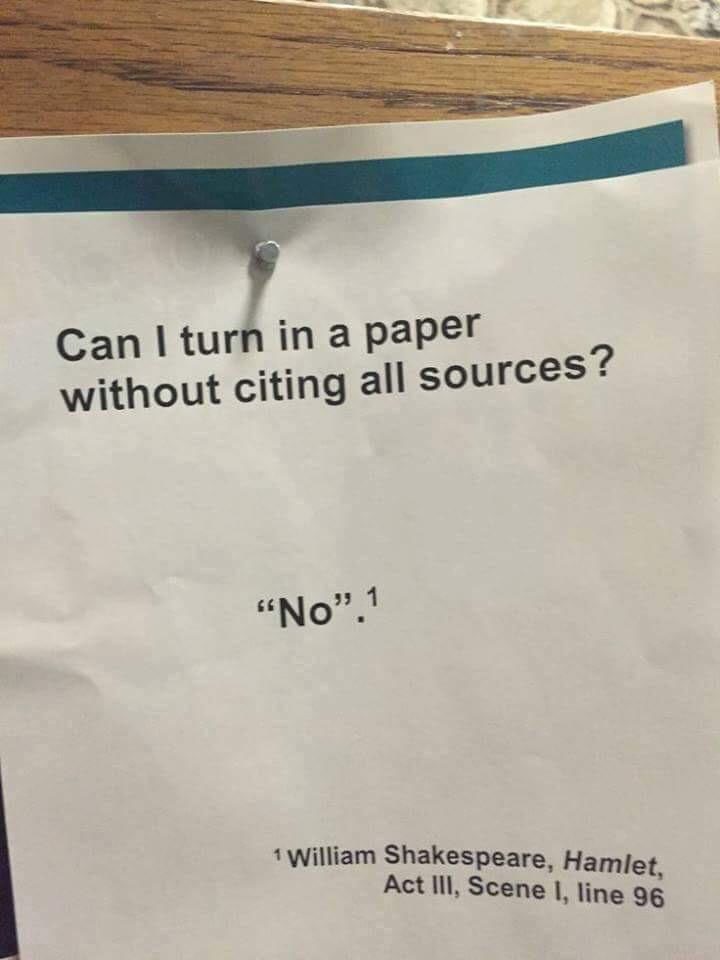 Can I turn in a paper
without citing all sources?
“No”.¹
¹ William Shakespeare, Hamlet,
Act III, Scene I, line 96